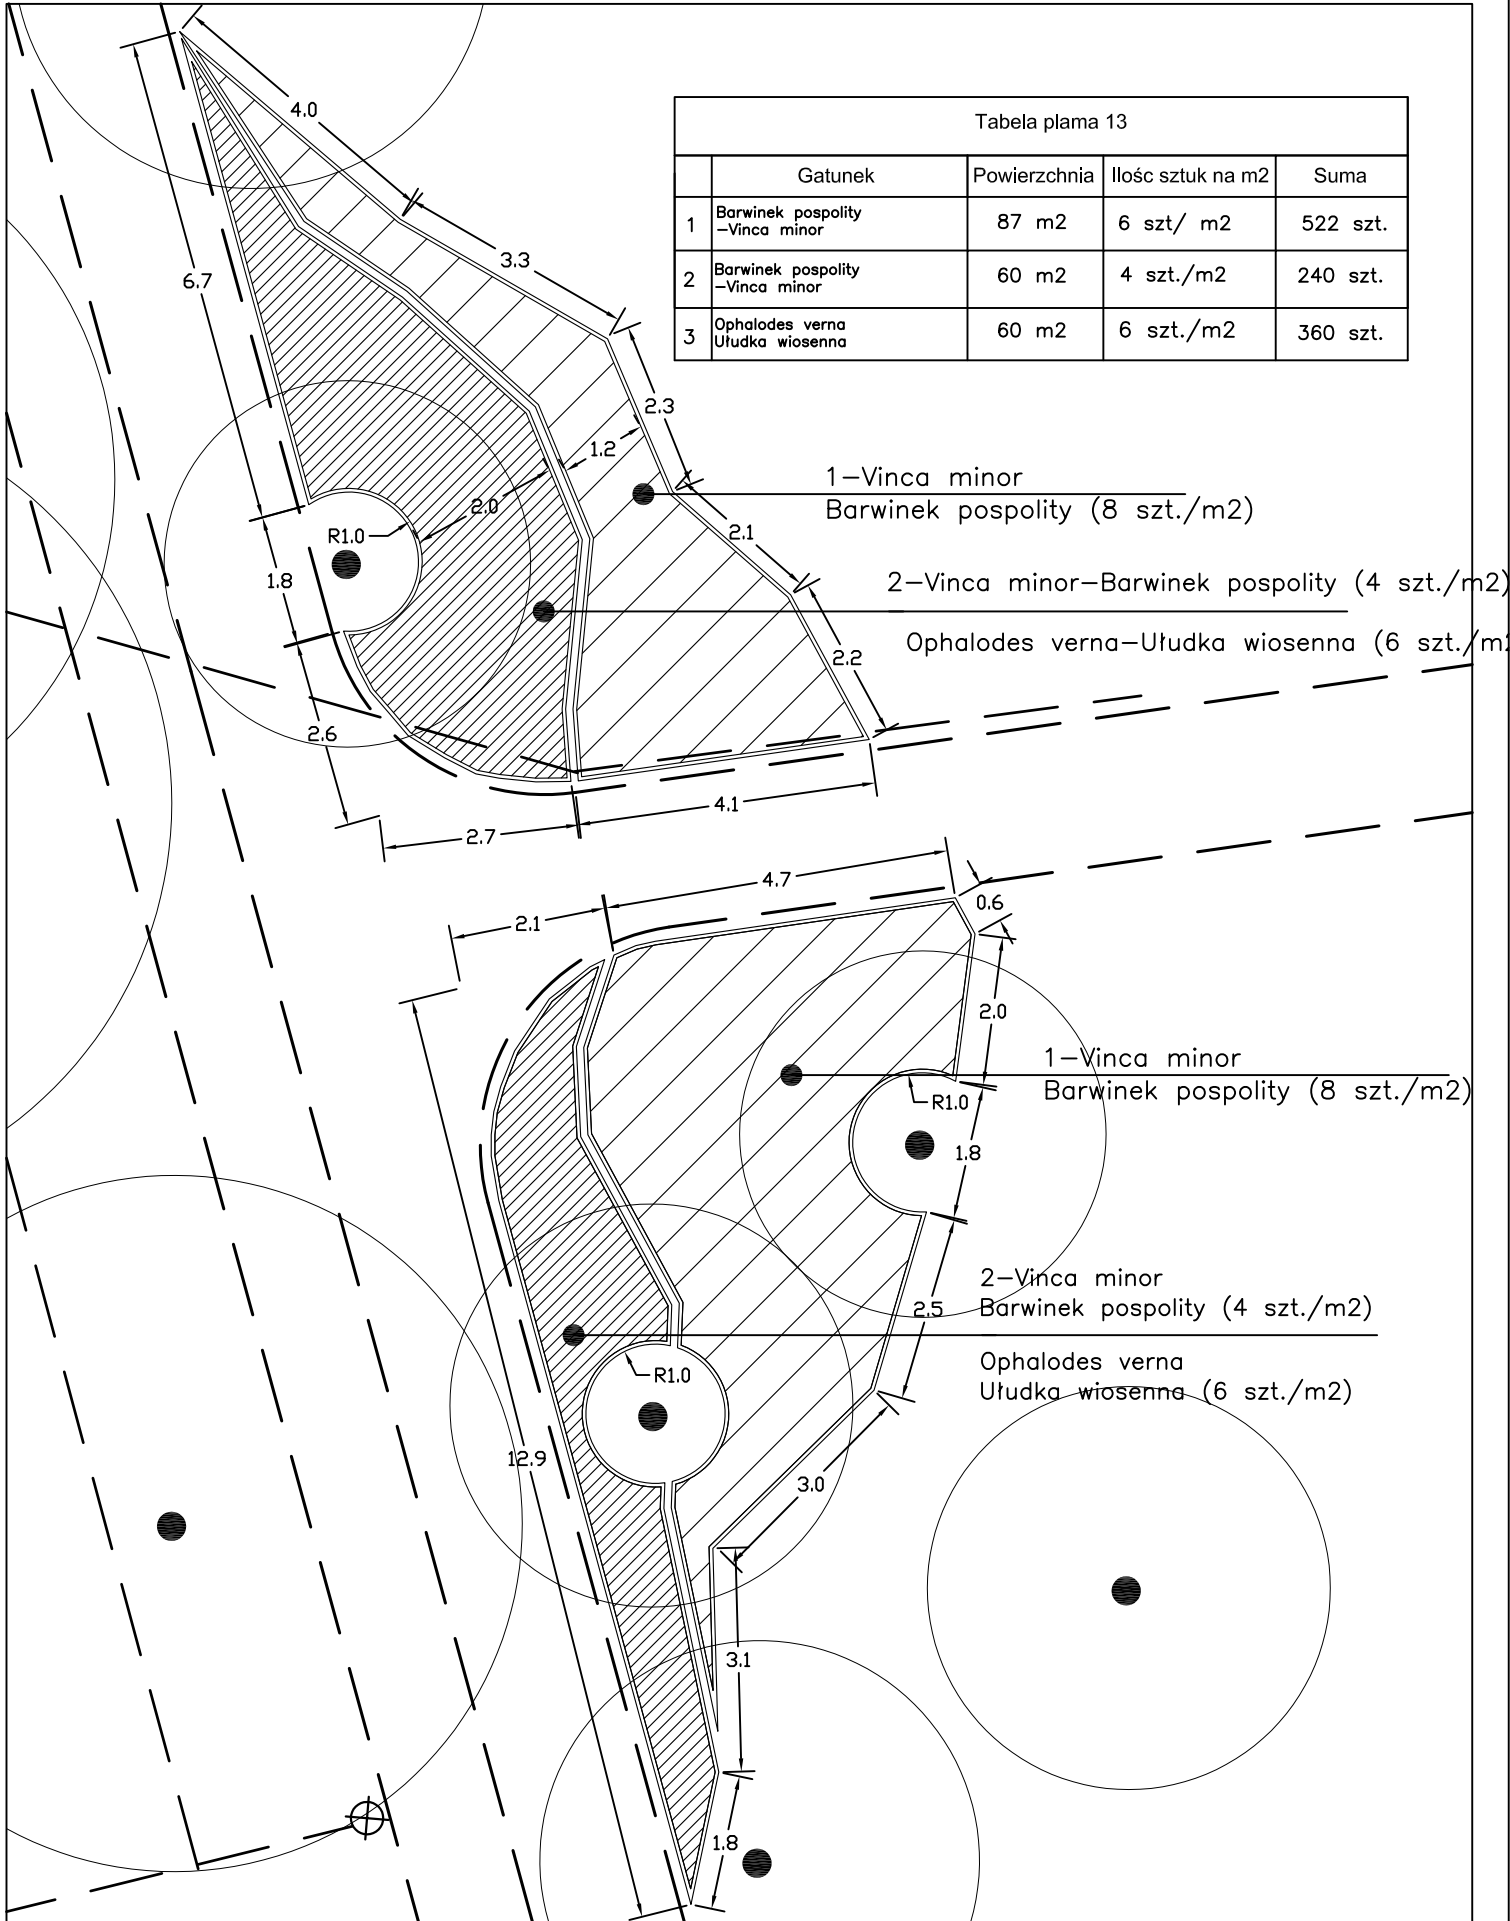 Tabela plama 13
Gatunek Powierzchnia Ilośc sztuk na m2 Suma
1 Barwinek pospolity
-Vinca minor
87 m2 6 szt/ m2 522 szt.
2 Barwinek pospolity
-Vinca minor
60 m2 4 szt./m2 240 szt.
3 Ophalodes verna
Ułudka wiosenna
60 m2 6 szt./m2 360 szt.
4.0
3.3
6.7
2.3
1.2
2.0
R1.0
1.8
2.1
2.2
2.6
4.1
2.7
1-Vinca minor
Barwinek pospolity (8 szt./m2)
2-Vinca minor-Barwinek pospolity (4 szt./m2)
Ophalodes verna-Ułudka wiosenna (6 szt./m2
4.7
0.6
2.1
2.0
1-Vinca minor
Barwinek pospolity (8 szt./m2)
R1.0
1.8
2-Vinca minor
Barwinek pospolity (4 szt./m2)
2.5
Ophalodes verna
Ułudka wiosenna (6 szt./m2)
R1.0
12.9
3.0
3.1
1.8